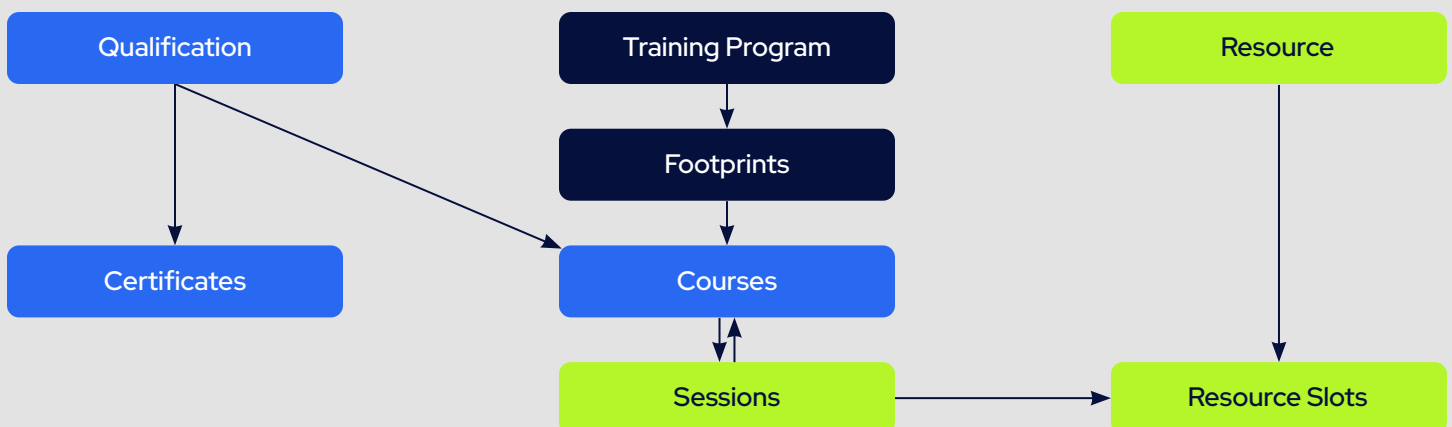 Qualification
Training Program
Resource
Footprints
Certificates
Courses
Sessions
Resource Slots